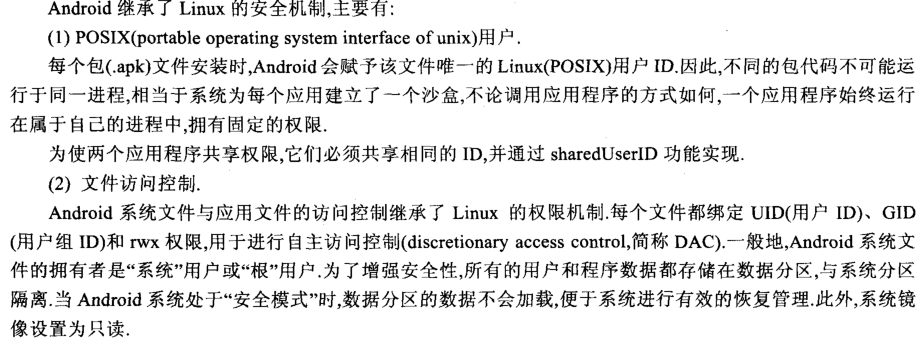 Android 继承了 Linux 的安全机制,主要有:
(1) POSIX(portable operating system interface of unix)用户.
每个包(.apk)文件安装时,Android 会赋予该文件唯一的 Linux(POSIX)用户 ID.因此,不同的包代码不可能运
行于同一进程,相当于系统为每个应用建立了一个沙盒,不论调用应用程序的方式如何,一个应用程序始终运行
在属于自己的进程中,拥有固定的权限.
为使两个应用程序共享权限,它们必须共享相同的 ID,并通过 sharedUserID 功能实现.
(2) 文件访问控制.
Android 系统文件与应用文件的访问控制继承了 Linux 的权限机制.每个文件都绑定 UID(用户 ID)、GID
(用户组 ID)和 rwx 权限,用于进行自主访问控制(discretionary access control,简称 DAC).一般地,Android 系统文
件的拥有者是“系统”用户或“根”用户.为了增强安全性,所有的用户和程序数据都存储在数据分区,与系统分区
隔离.当 Android 系统处于“安全模式”时,数据分区的数据不会加载,便于系统进行有效的恢复管理.此外,系统镜
像设置为只读.